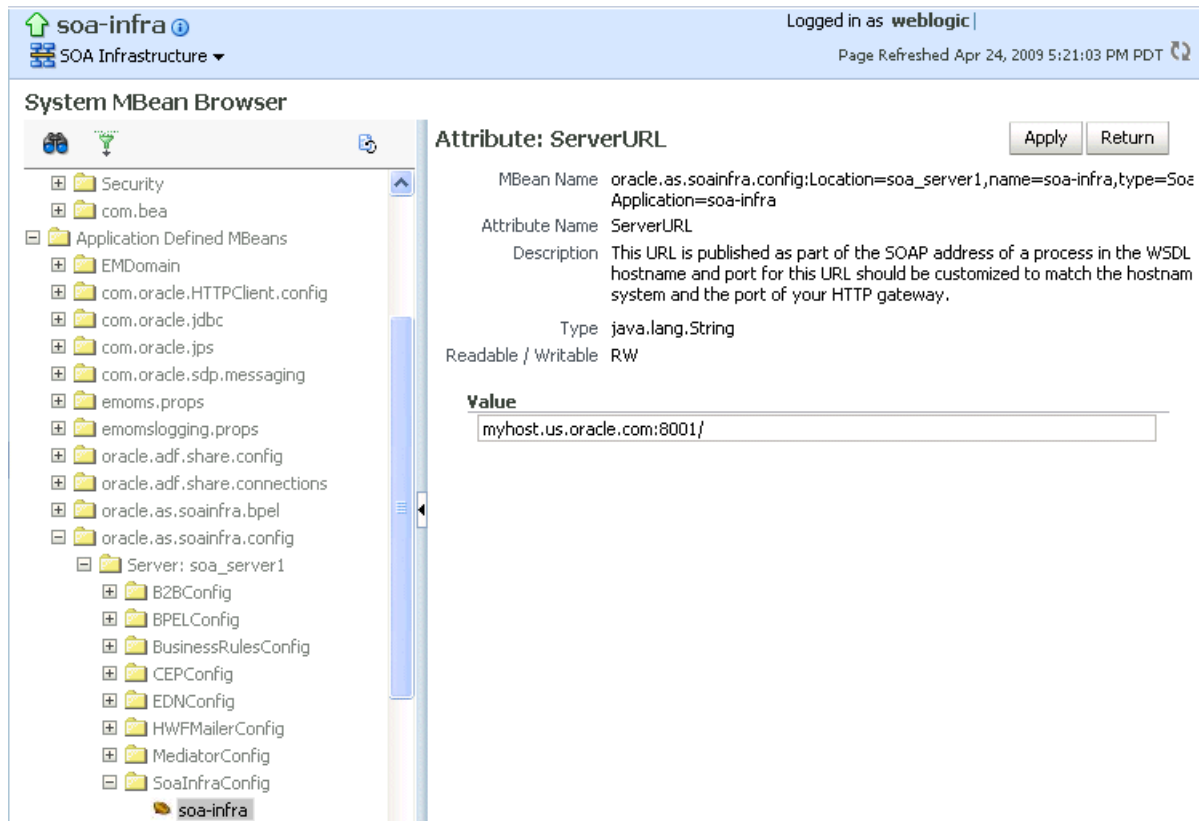 soa-infra
Logged in as weblogic|
SOA Infrastructure
Page Refreshed Apr 24, 2009 5:21:03 PM PDT
System MBean Browser
Security
com.bea
Application Defined MBeans
EMDomain
com.oracle.HTTPClient.config
com.oracle.jdbc
com.oracle.jps
com.oracle.sdp.messaging
emoms.props
emomslogging.props
oracle.adf.share.config
oracle.adf.share.connections
oracle.as.soainfra.bpel
oracle.as.soainfra.config
Server: soa_server1
B2BConfig
BPELConfig
BusinessRulesConfig
CEPConfig
EDNConfig
HWFMailerConfig
MediatorConfig
SoaInfraConfig
soa-infra
Attribute: ServerURL
Apply Return
MBean Name oracle.as.soainfra.config:Location=soa_server1,name=soa-infra,type=Soa
Application=soa-infra
Attribute Name ServerURL
Description This URL is published as part of the SOAP address of a process in the WSDL
hostname and port for this URL should be customized to match the hostnam
system and the port of your HTTP gateway.
Type java.lang.String
Readable / Writable RW
Value
myhost.us.oracle.com:8001/